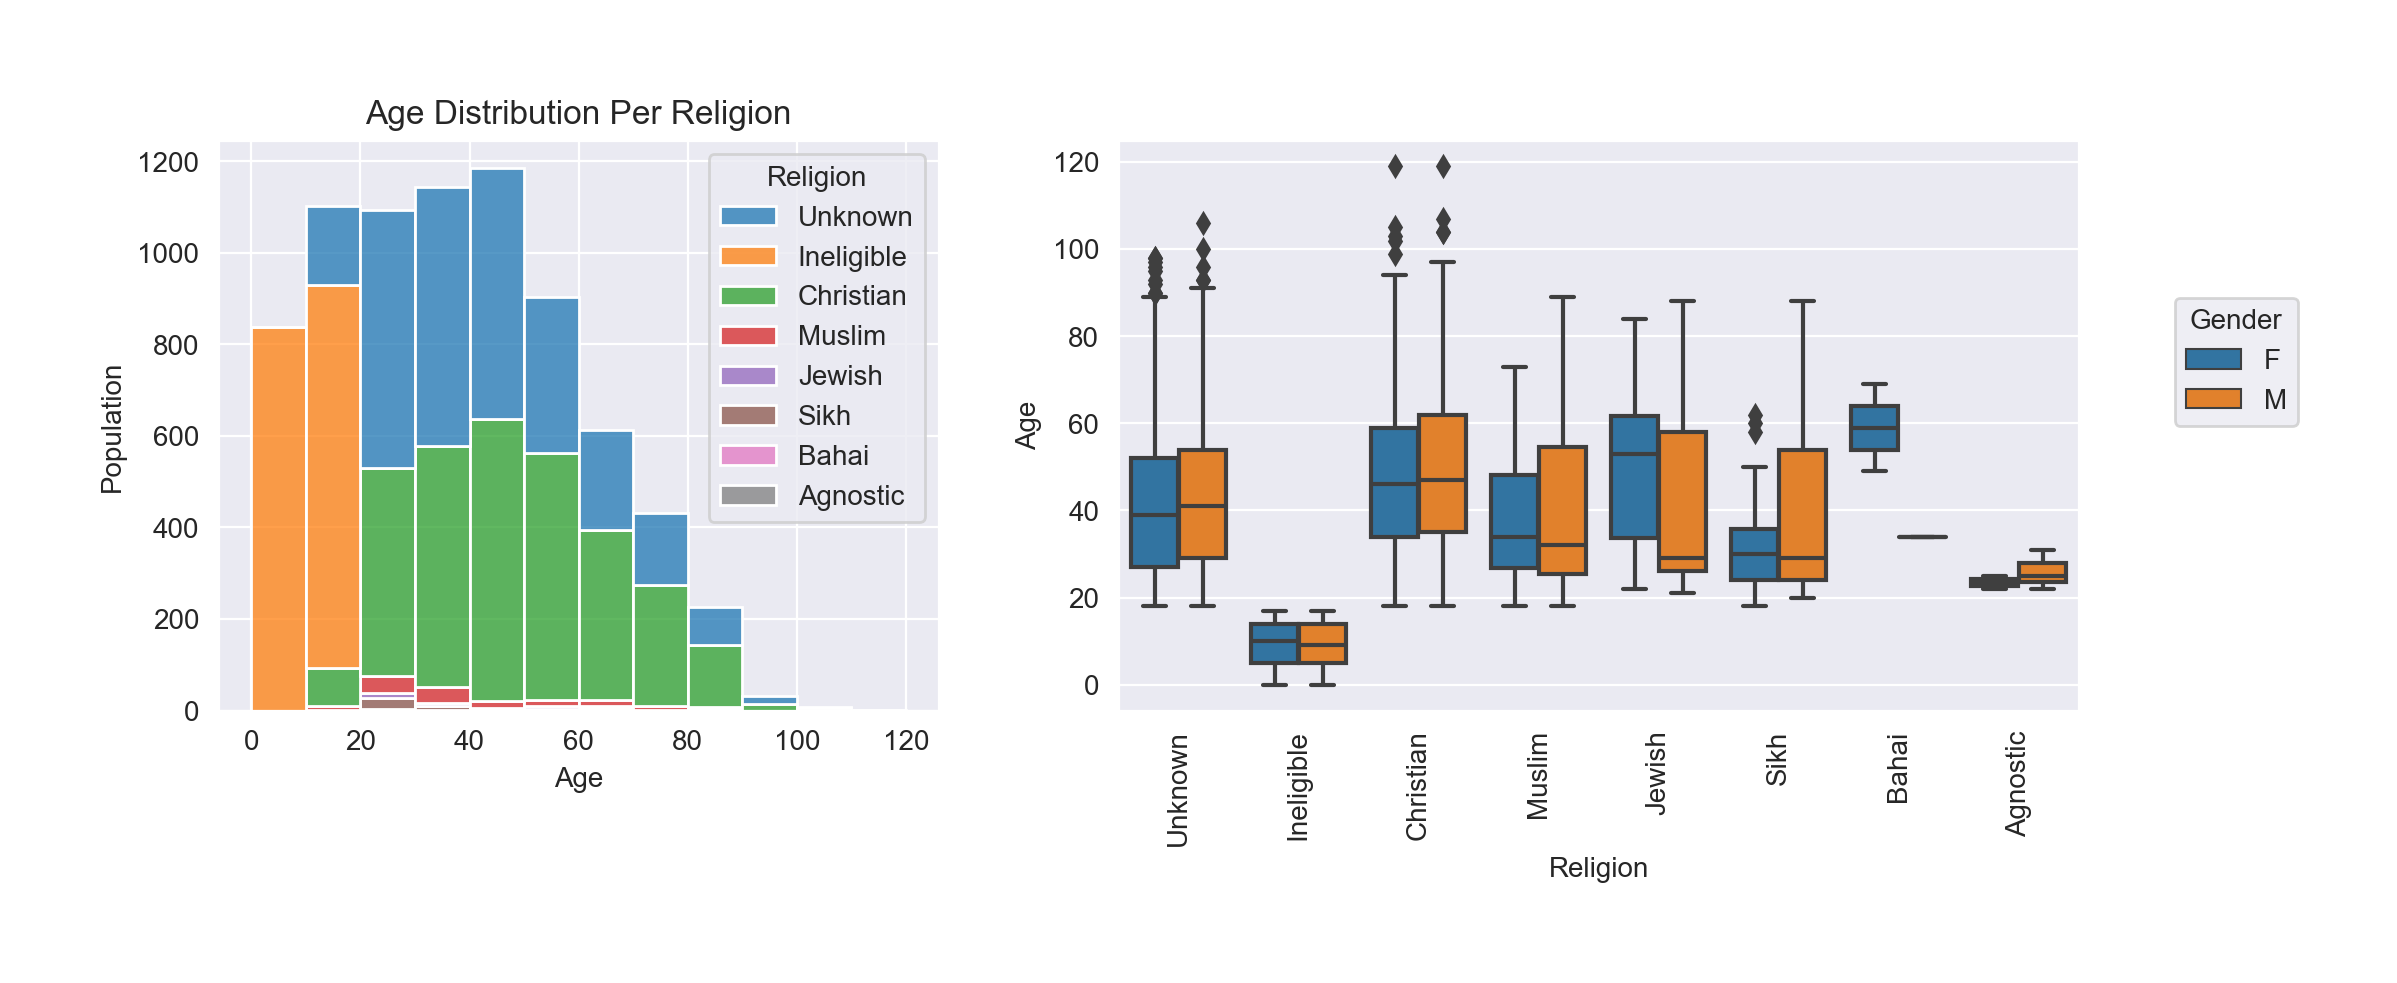 Age Distribution Per Religion
1200
1000
800
600
400
200
0
Population
0 20 40 60 80 100 120
Age
Religion
Unknown
Ineligible
Christian
Muslim
Jewish
Sikh
Bahai
Agnostic
120
100
80
60
40
20
0
Age
Unknown
Ineligible
Christian
Muslim
Jewish
Sikh
Bahai
Agnostic
Religion
Gender
F
M